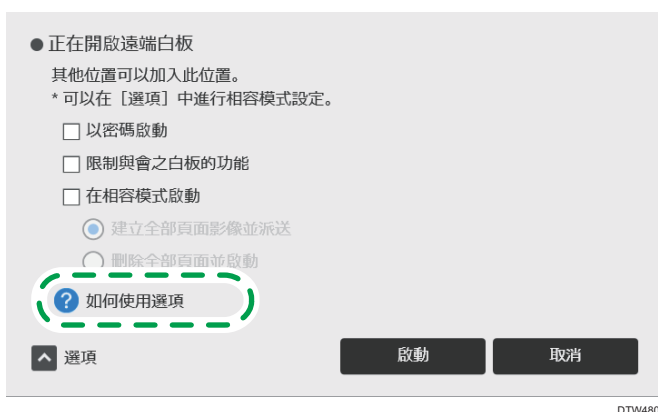 正在開啟遠端白板
其他位置可以加入此位置。
* 可以在［選項］中進行相容模式設定。
以密碼啟動
限制與會之白板的功能
在相容模式啟動
建立全部頁面影像並派送
刪除全部頁面並啟動
? 如何使用選項
選項
啟動
取消
DTW480